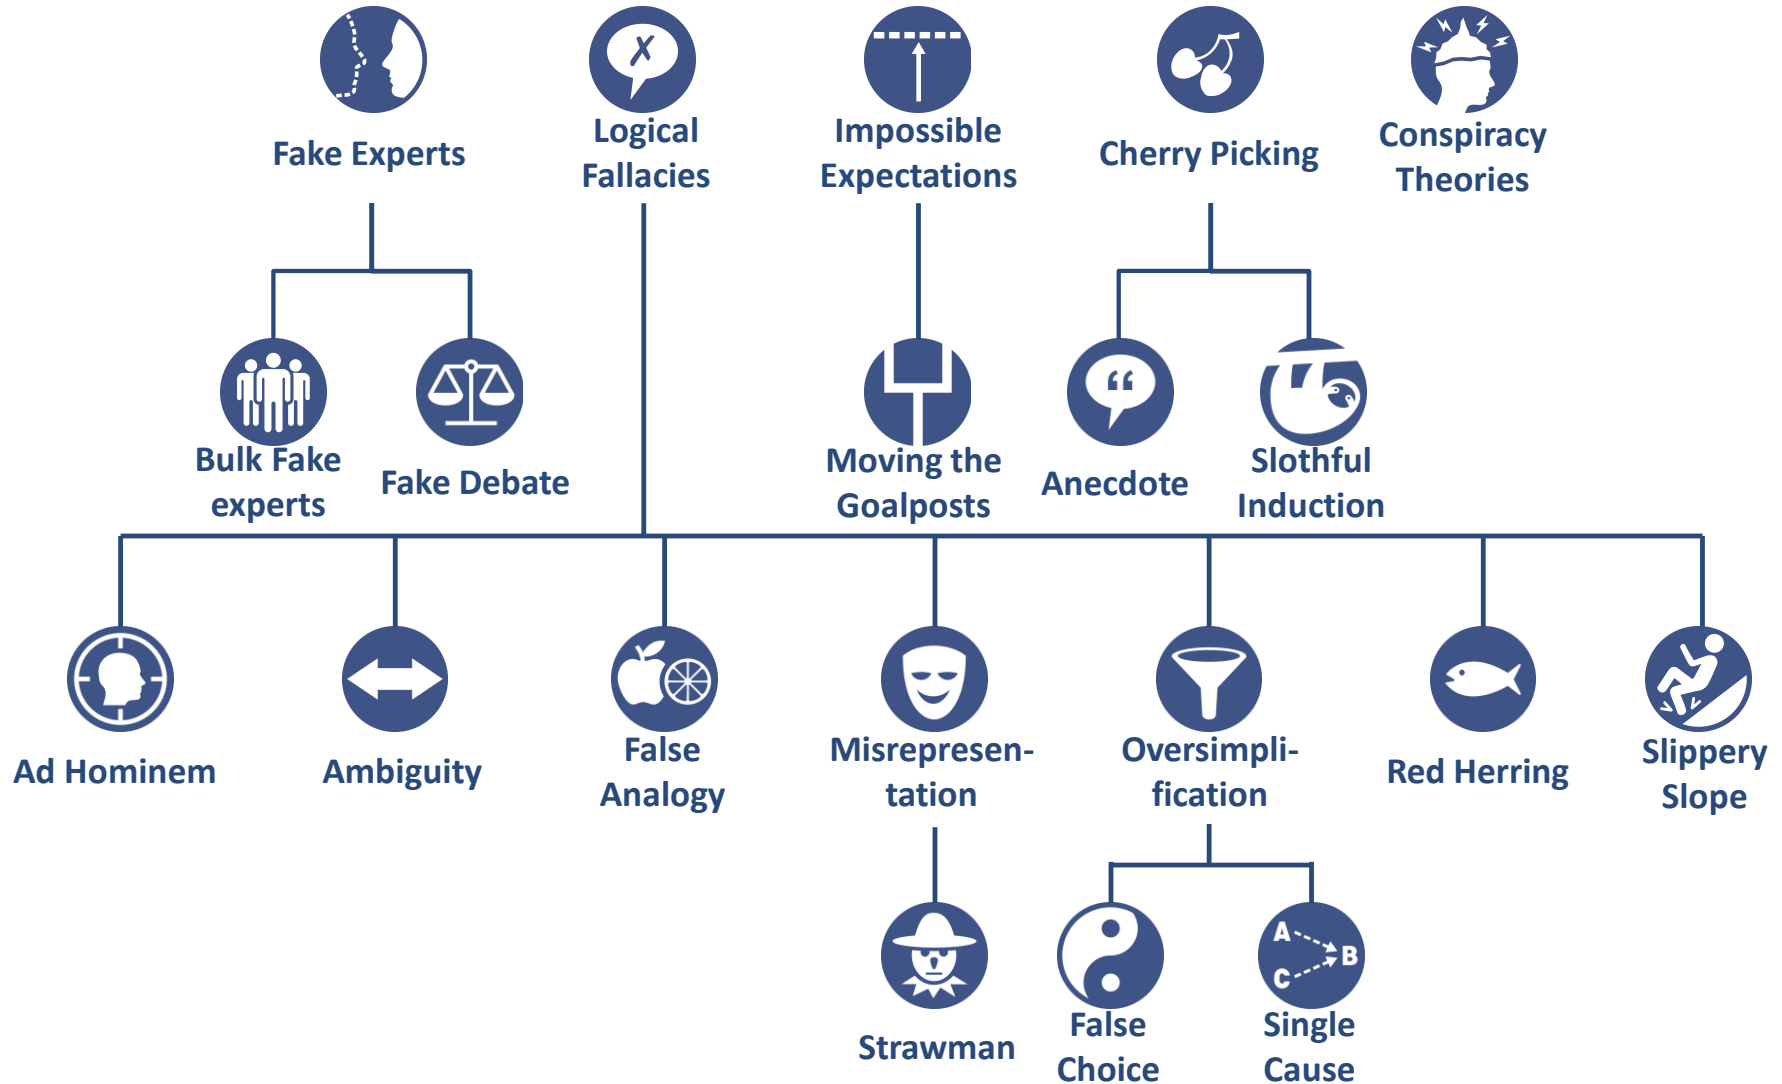 Fake Experts
Logical
Fallacies
Impossible
Expectations
Cherry Picking
Conspiracy
Theories
Bulk Fake
experts
Fake Debate
Moving the
Goalposts
“
Anecdote
Slothful
Induction
Ad Hominem
Ambiguity
False
Analogy
Misrepresen-
tation
Oversimpli-
fication
Red Herring
Slippery
Slope
Strawman
False
Choice
A
B
C
Single
Cause